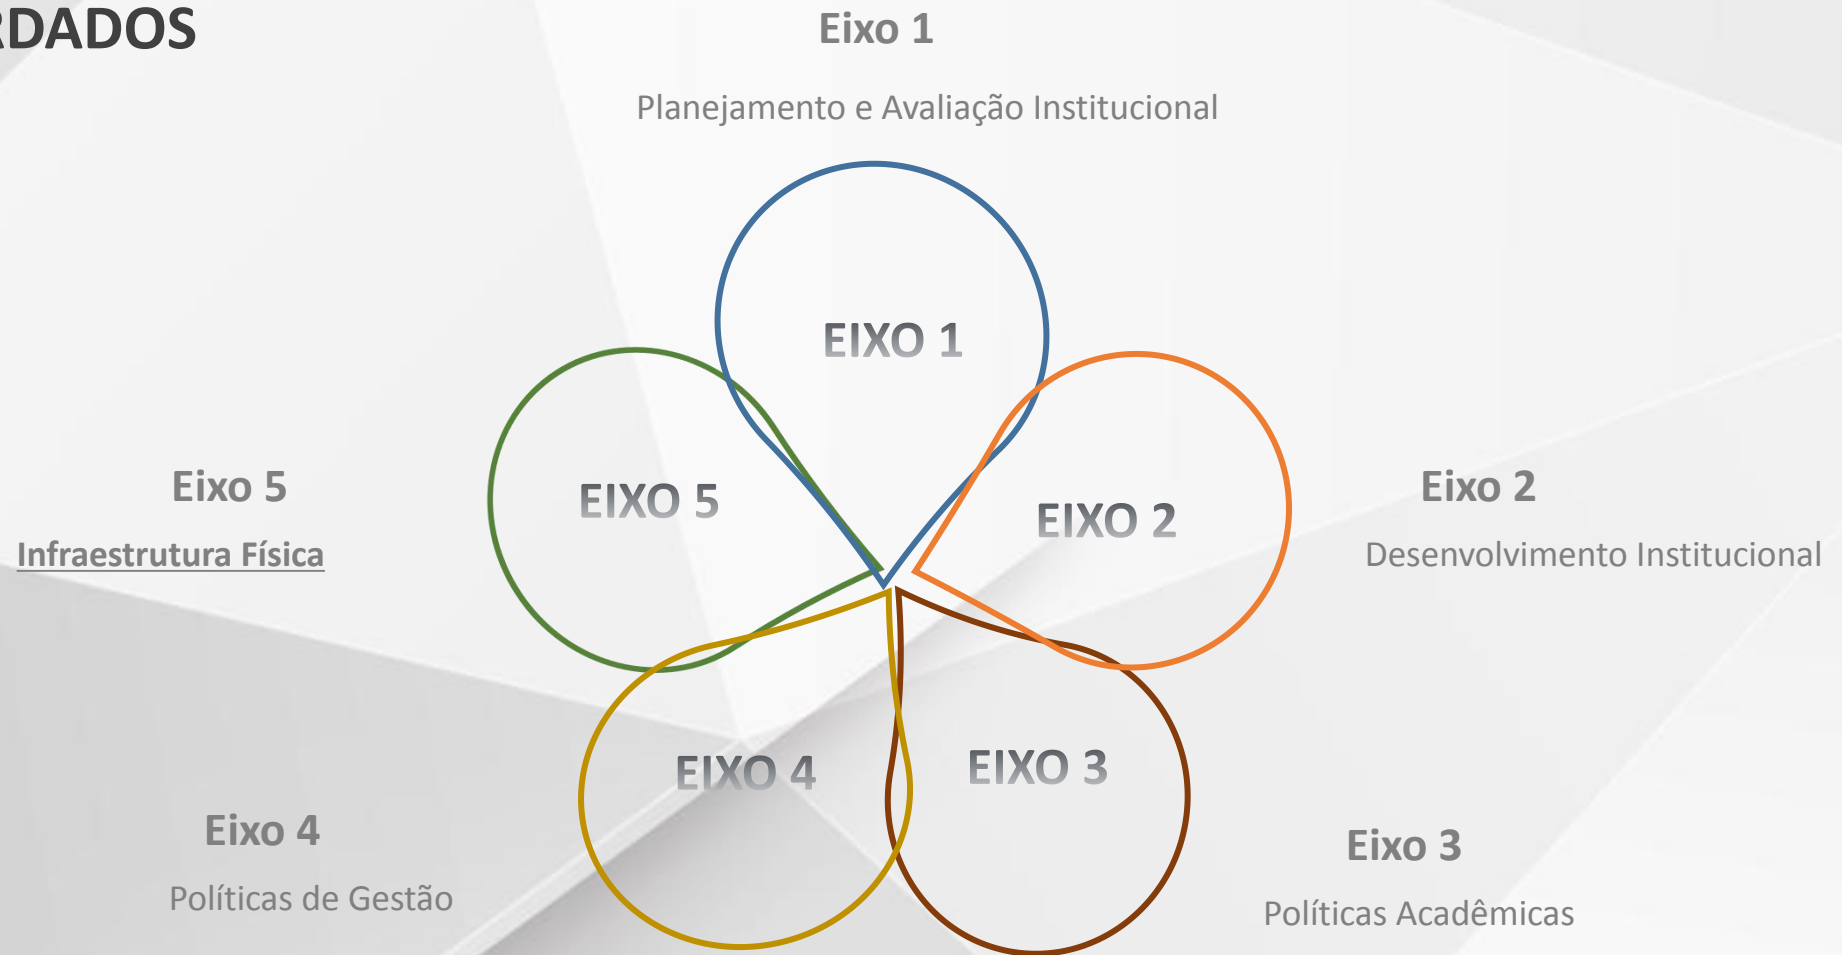 RDADOS
Eixo 1
Planejamento e Avaliação Institucional
EIXO 1
EIXO 5
EIXO 2
Eixo 5
Infraestrutura Física
Eixo 2
Desenvolvimento Institucional
EIXO 4
EIXO 3
Eixo 4
Políticas de Gestão
Eixo 3
Políticas Acadêmicas